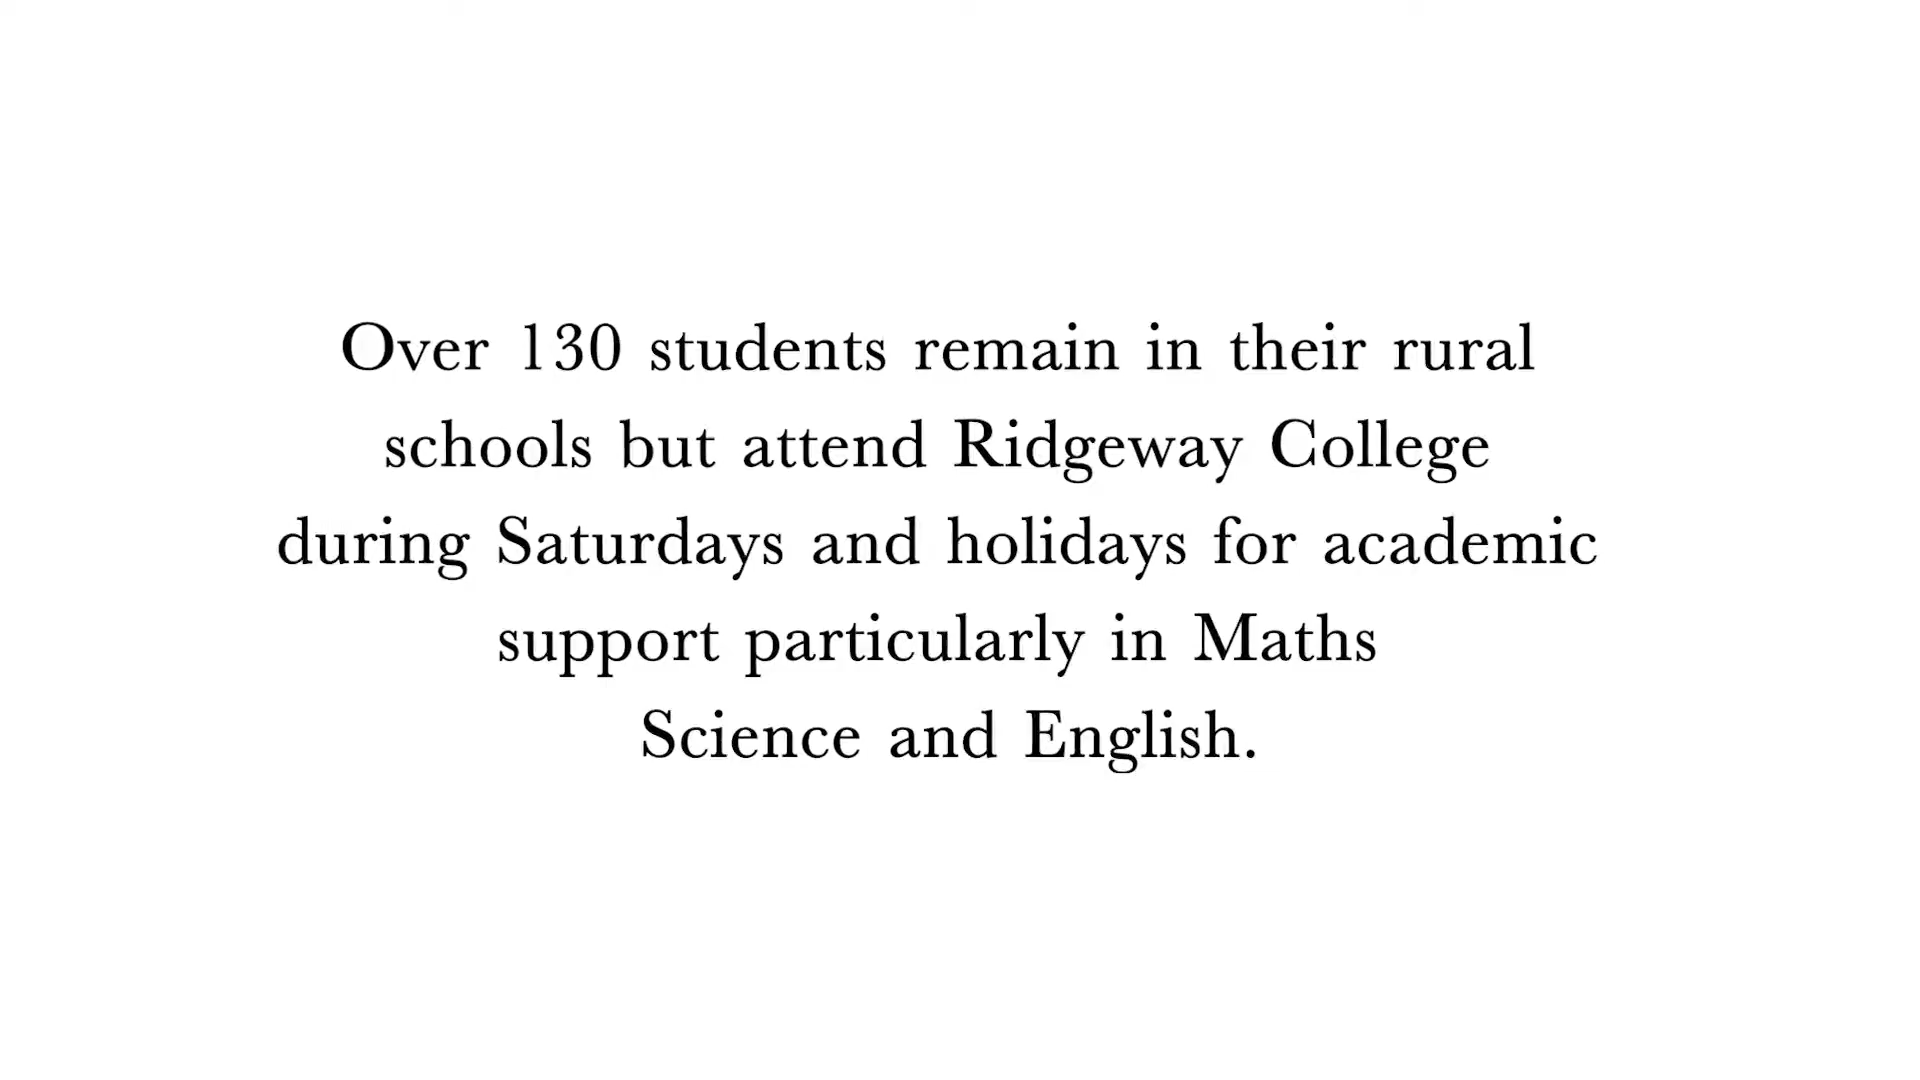 Over 130 students remain in their rural
schools but attend Ridgeway College
during Saturdays and holidays for academic
support particularly in Maths
Science and English.